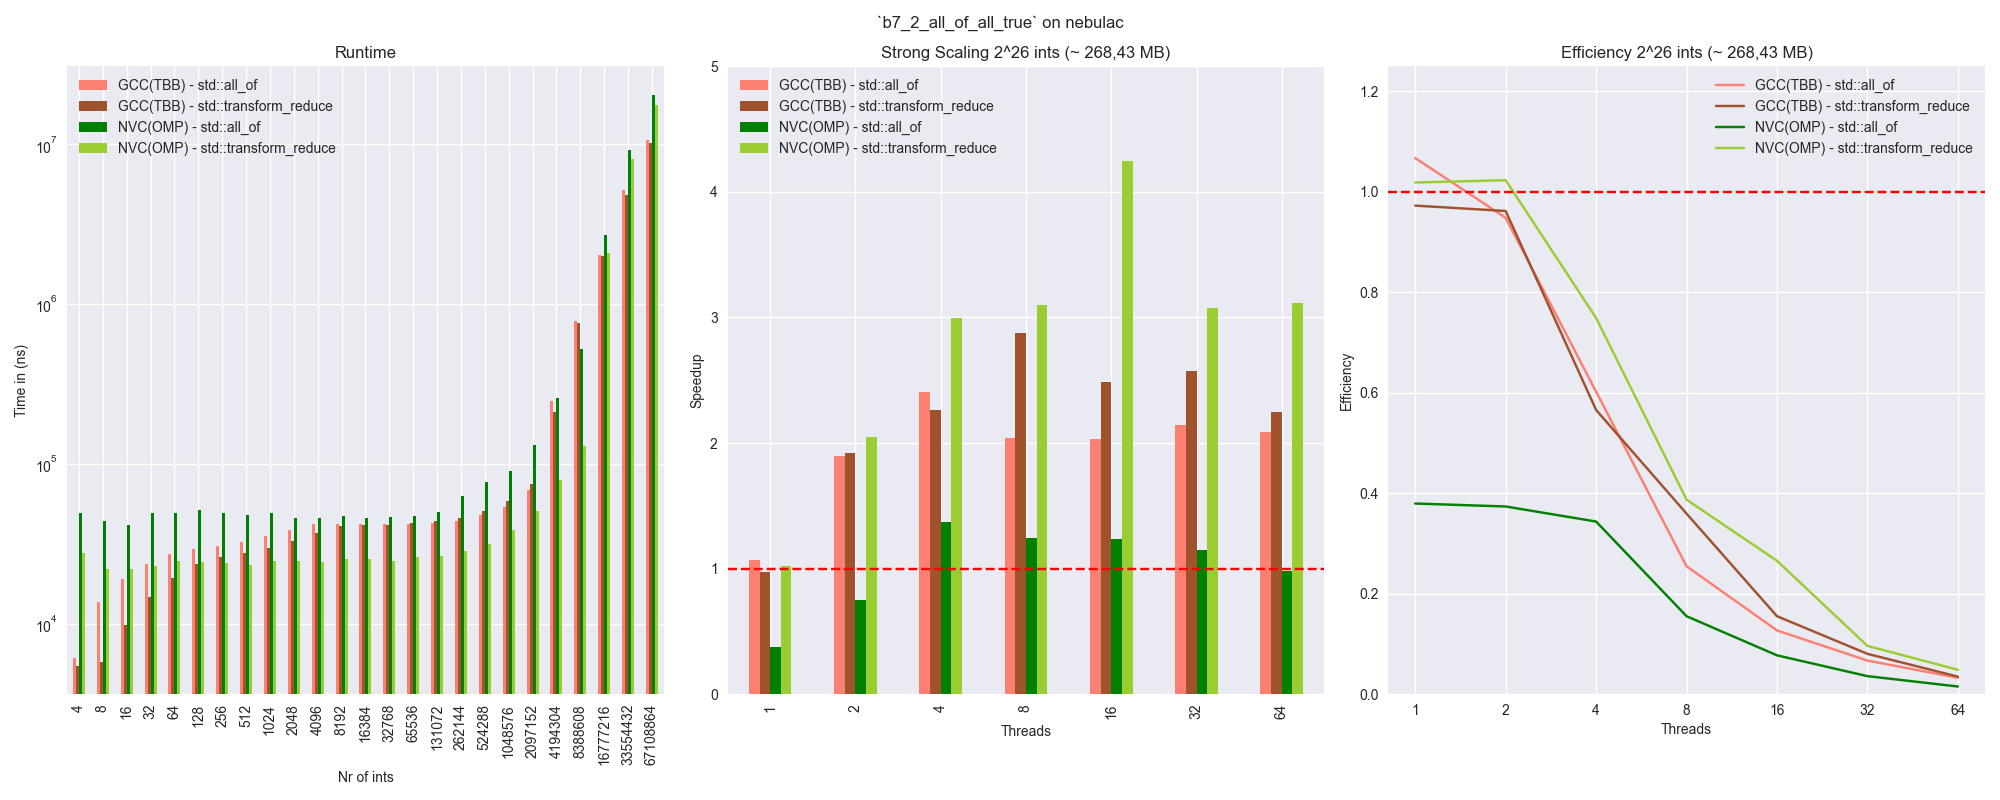 `b7_2_all_of_all_true` on nebulac
Runtime
GCC(TBB) - std::all_of
GCC(TBB) - std::transform_reduce
NVC(OMP) - std::all_of
NVC(OMP) - std::transform_reduce
10^7
10^6
10^5
10^4
Time in (ns)
4 8 16 32 64 128 256 512 1024 2048 4096 8192 16384 32768 65536 131072 262144 524288 1048576 2097152 4194304 8388608 16777216 33554432 67108864
Nr of ints
Strong Scaling 2^26 ints (~ 268,43 MB)
GCC(TBB) - std::all_of
GCC(TBB) - std::transform_reduce
NVC(OMP) - std::all_of
NVC(OMP) - std::transform_reduce
5
4
3
2
1
0
Speedup
1 2 4 8 16 32 64
Threads
Efficiency 2^26 ints (~ 268,43 MB)
GCC(TBB) - std::all_of
GCC(TBB) - std::transform_reduce
NVC(OMP) - std::all_of
NVC(OMP) - std::transform_reduce
1.2
1.0
0.8
0.6
0.4
0.2
0.0
Efficiency
1 2 4 8 16 32 64
Threads